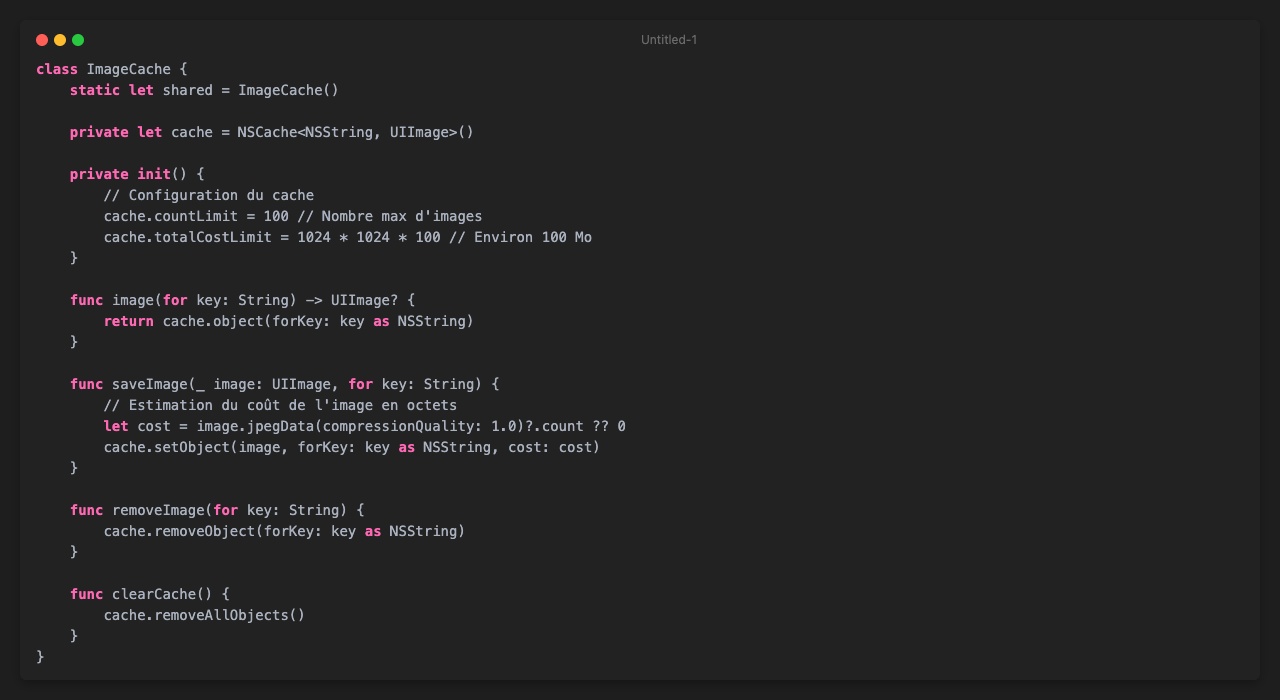 Untitled-1
class ImageCache {
    static let shared = ImageCache()

    private let cache = NSCache<NSString, UIImage>()

    private init() {
        // Configuration du cache
        cache.countLimit = 100 // Nombre max d'images
        cache.totalCostLimit = 1024 * 1024 * 100 // Environ 100 Mo
    }

    func image(for key: String) -> UIImage? {
        return cache.object(forKey: key as NSString)
    }

    func saveImage(_ image: UIImage, for key: String) {
        // Estimation du coût de l'image en octets
        let cost = image.jpegData(compressionQuality: 1.0)?.count ?? 0
        cache.setObject(image, forKey: key as NSString, cost: cost)
    }

    func removeImage(for key: String) {
        cache.removeObject(forKey: key as NSString)
    }

    func clearCache() {
        cache.removeAllObjects()
    }
}